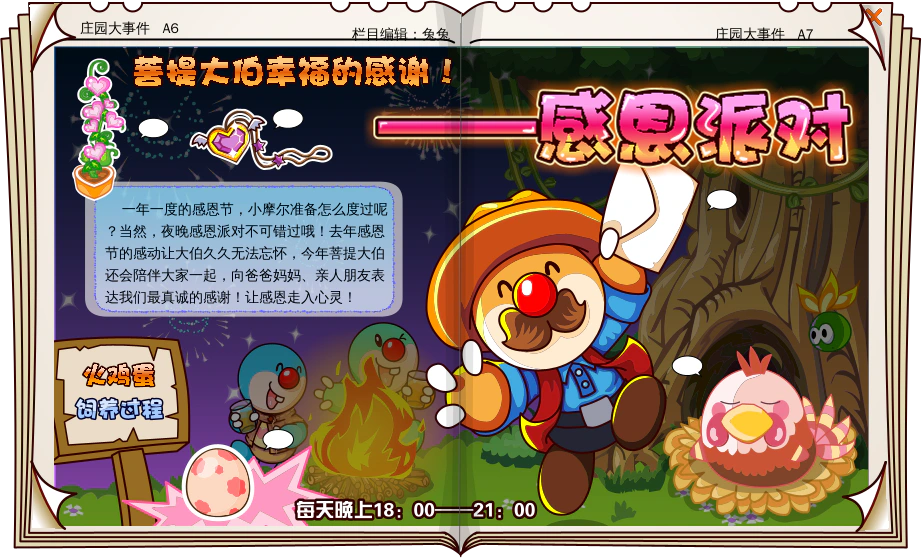 庄园大事件 A6
栏目编辑：兔兔
庄园大事件 A7
菩提大伯幸福的感谢！
感恩派对
一年一度的感恩节，小摩尔准备怎么度过呢
？当然，夜晚感恩派对不可错过哦！去年感恩
节的感动让大伯久久无法忘怀，今年菩提大伯
还会陪伴大家一起，向爸爸妈妈、亲人朋友表
达我们最真诚的感谢！让感恩走入心灵！
火鸡蛋
饲养过程
每天晚上18：00——21：00